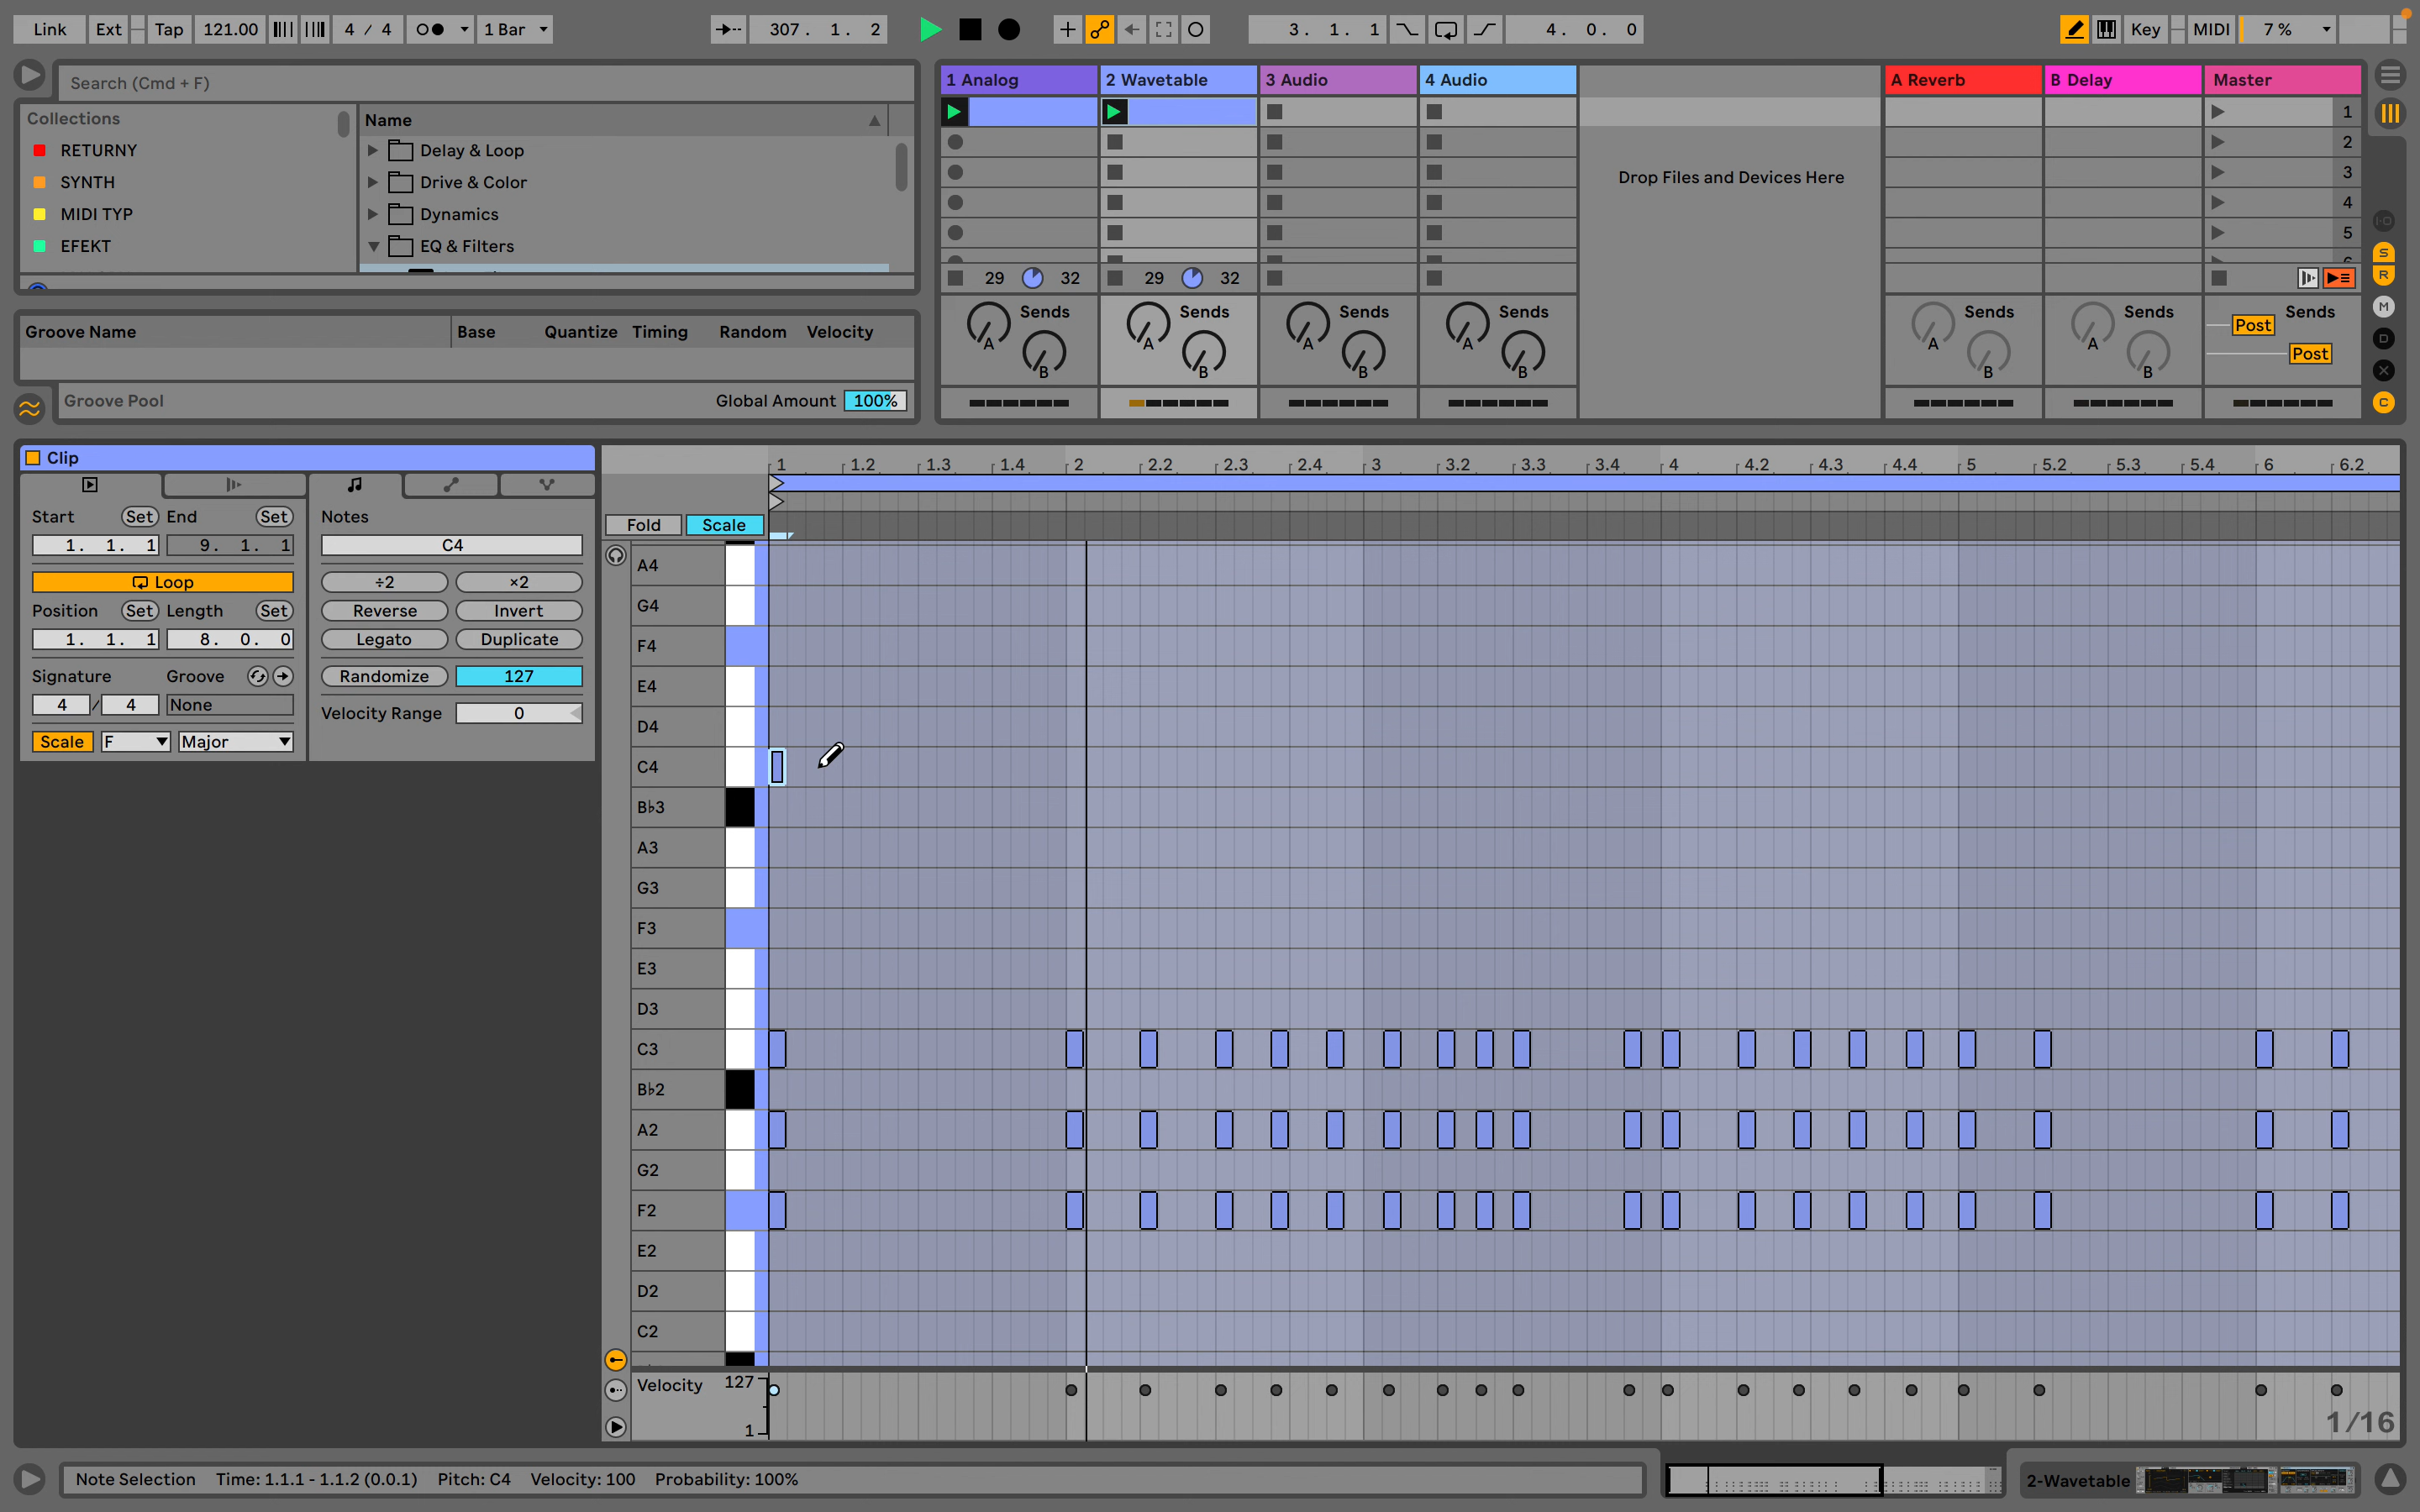 Link Ext Tap 121.00 4 / 4 1 Bar 307. 1. 2 3. 1. 1 4. 0. 0 Key MIDI 7 %
Search (Cmd + F)
Collections
RETURNY
SYNTH
MIDI TYP
EFEKT
Name
Delay & Loop
Drive & Color
Dynamics
EQ & Filters
Groove Name Base Quantize Timing Random Velocity
Groove Pool Global Amount 100%
1 Analog 2 Wavetable 3 Audio 4 Audio A Reverb B Delay Master
1
2
3
4
5
Drop Files and Devices Here
29 32 29 32
Sends Sends Sends Sends Sends Sends Sends
A A A A A A Post
B B B B B B Post
S
R
M
D
X
C
Clip
Start Set End Set
1. 1. 1 9. 1. 1
Loop
Position Set Length Set
1. 1. 1 8. 0. 0
Signature Groove
4 / 4 None
Scale F Major
Notes
C4
÷2 ×2
Reverse Invert
Legato Duplicate
Randomize 127
Velocity Range 0
1 1.2 1.3 1.4 2 2.2 2.3 2.4 3 3.2 3.3 3.4 4 4.2 4.3 4.4 5 5.2 5.3 5.4 6 6.2
Fold Scale
A4
G4
F4
E4
D4
C4
B♭3
A3
G3
F3
E3
D3
C3
B♭2
A2
G2
F2
E2
D2
C2
Velocity 127
1
1/16
Note Selection Time: 1.1.1 - 1.1.2 (0.0.1) Pitch: C4 Velocity: 100 Probability: 100%
2-Wavetable